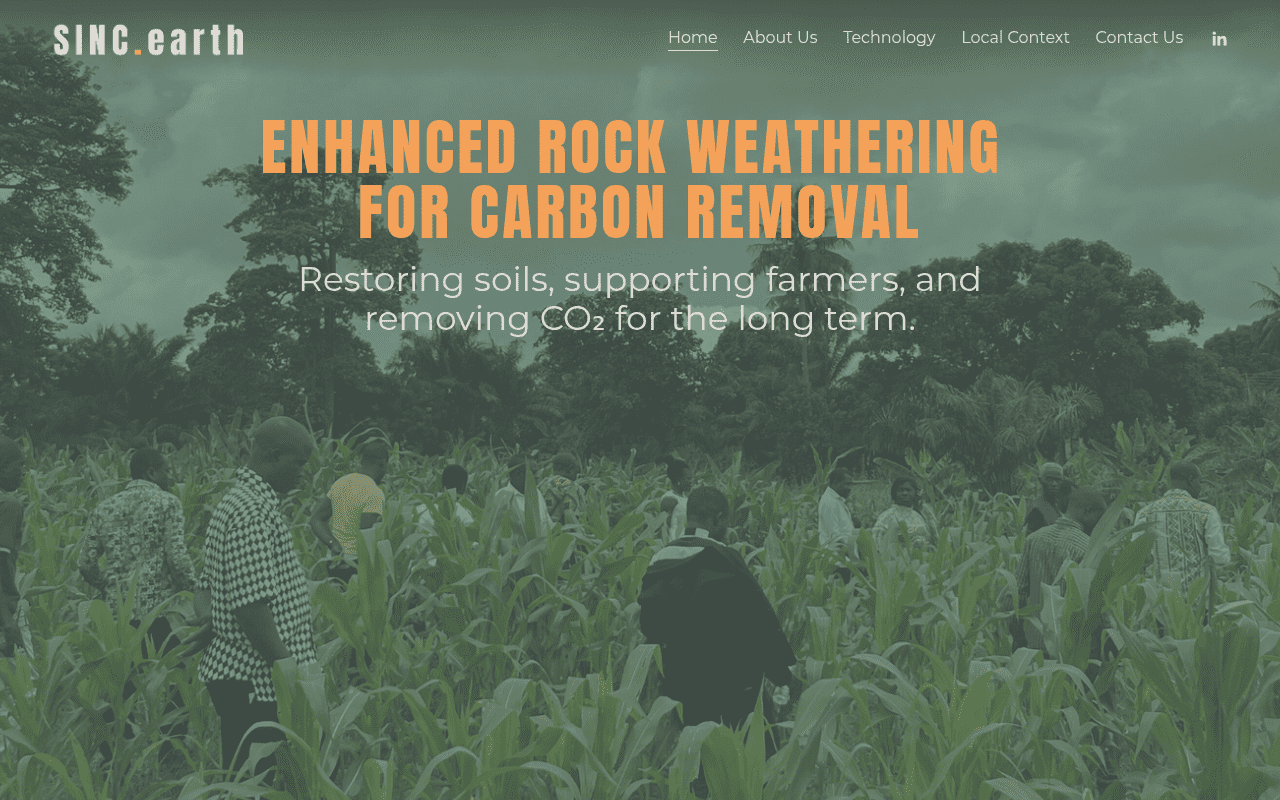 SINC.earth
Home
About Us
Technology
Local Context
Contact Us
in
ENHANCED ROCK WEATHERING
FOR CARBON REMOVAL
Restoring soils, supporting farmers, and
removing CO₂ for the long term.